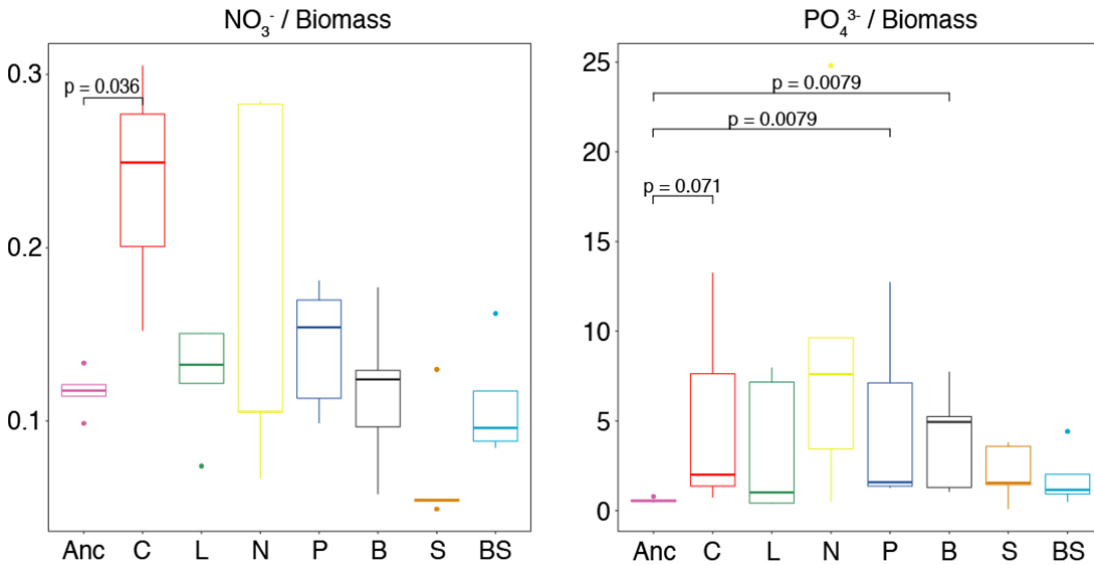 NO₃⁻ / Biomass
0.3
0.2
0.1
p = 0.036
Anc C L N P B S BS
PO₄³⁻ / Biomass
25
20
15
10
5
0
p = 0.0079
p = 0.0079
p = 0.071
Anc C L N P B S BS